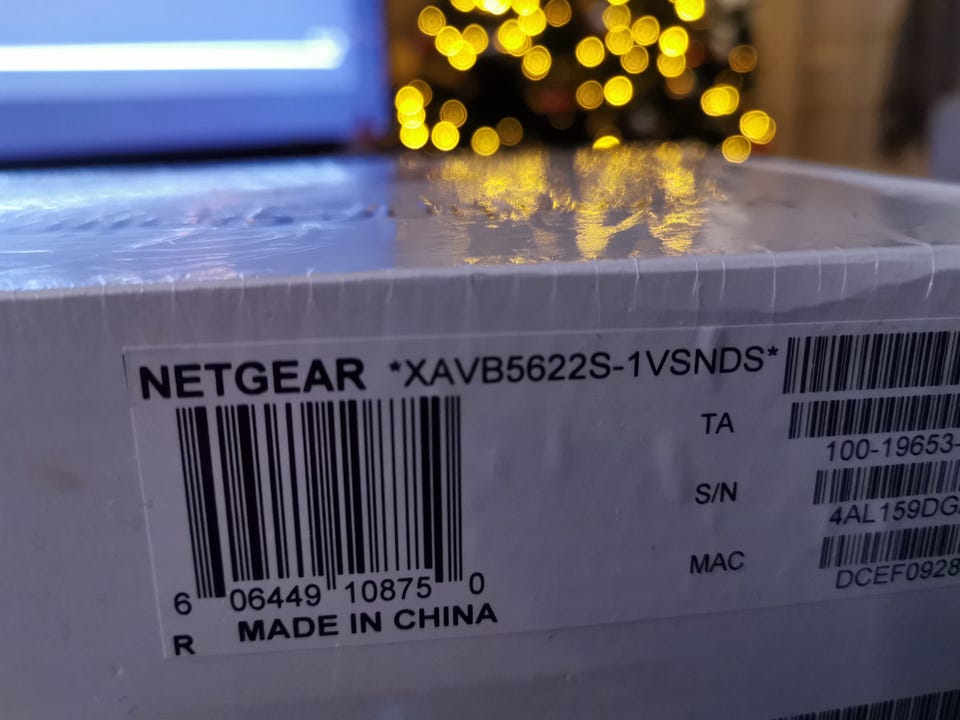 NETGEAR *XAVB5622S-1VSNDS*
TA
100-19653-
S/N
4AL159DG
MAC
DCEF0928
6 06449 10875 0
R MADE IN CHINA